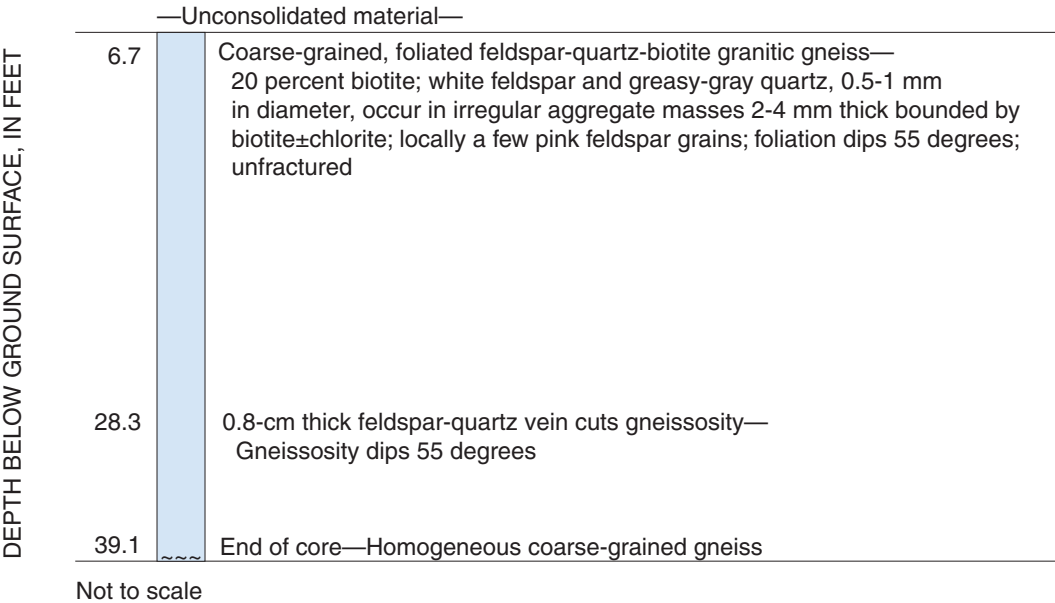 —Unconsolidated material—
DEPTH BELOW GROUND SURFACE, IN FEET
6.7
Coarse-grained, foliated feldspar-quartz-biotite granitic gneiss—
20 percent biotite; white feldspar and greasy-gray quartz, 0.5-1 mm
in diameter, occur in irregular aggregate masses 2-4 mm thick bounded by
biotite±chlorite; locally a few pink feldspar grains; foliation dips 55 degrees;
unfractured
28.3
0.8-cm thick feldspar-quartz vein cuts gneissosity—
Gneissosity dips 55 degrees
39.1
~~~
End of core—Homogeneous coarse-grained gneiss
Not to scale